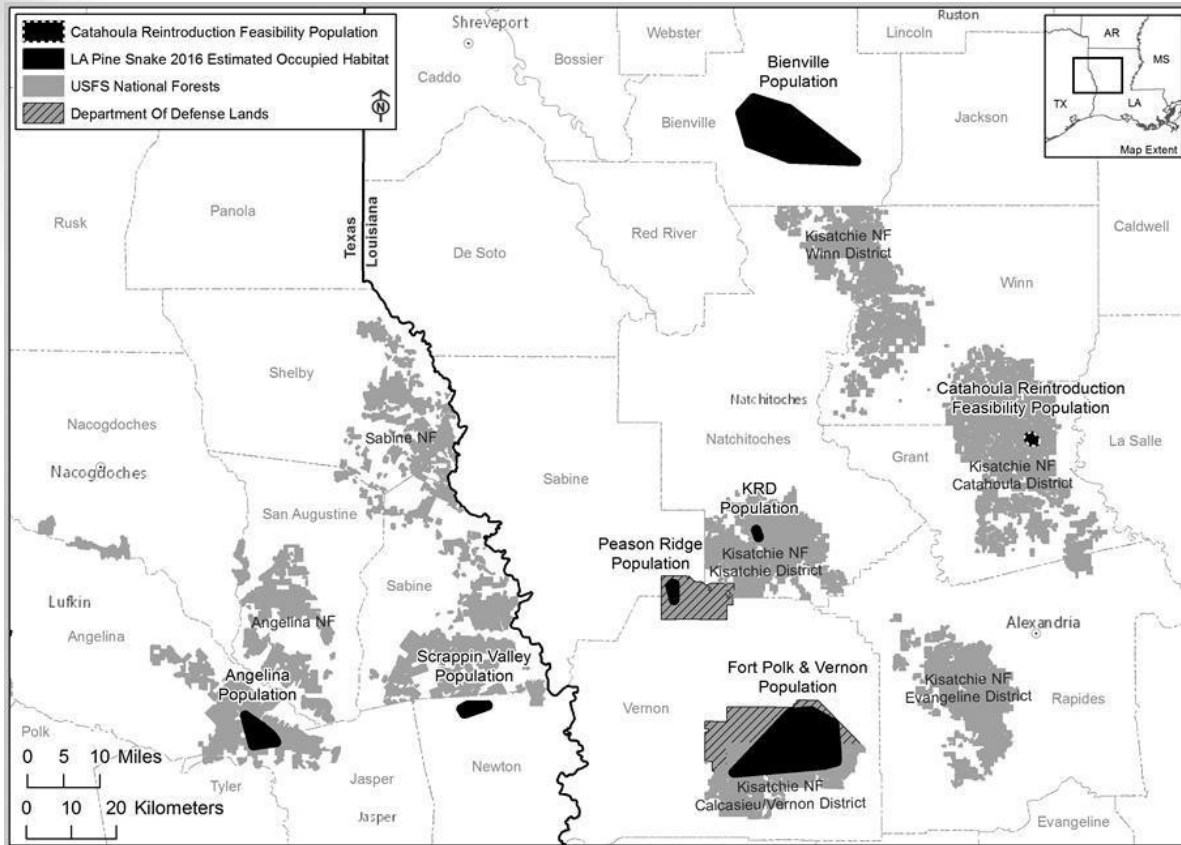 Catahoula Reintroduction Feasibility Population
LA Pine Snake 2016 Estimated Occupied Habitat
USFS National Forests
Department Of Defense Lands
N
Shreveport
Caddo
Bossier
Webster
Ruston
Lincoln
AR
MS
TX
LA
Map Extent
Bienville
Population
Bienville
Jackson
Rusk
Panola
Texas
Louisiana
De Soto
Red River
Kisatchie NF
Winn District
Caldwell
Winn
Shelby
Sabine NF
Natchitoches
Natchitoches
Catahoula Reintroduction
Feasibility Population
Grant
La Salle
Kisatchie NF
Catahoula District
Nacogdoches
Nacogdoches
San Augustine
Sabine
KRD
Population
Kisatchie NF
Kisatchie District
Peason Ridge
Population
Sabine
Lufkin
Angelina
Angelina NF
Angelina
Population
Scrappin Valley
Population
Alexandria
Fort Polk & Vernon
Population
Vernon
Kisatchie NF
Evangeline District
Rapides
Polk
0 5 10 Miles
0 10 20 Kilometers
Tyler
Jasper
Jasper
Newton
Kisatchie NF
Calcasieu/Vernon District
Evangeline